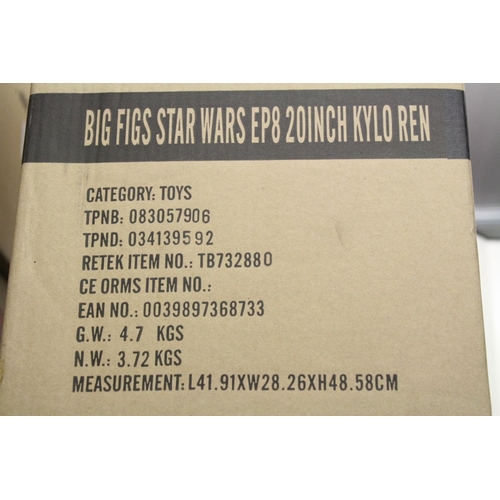 BIG FIGS STAR WARS EP8 20INCH KYLO REN
CATEGORY: TOYS
TPNB: 083057906
TPND: 034139592
RETEK ITEM NO.: TB732880
CE ORMS ITEM NO.:
EAN NO.: 0039897368733
G.W.: 4.7 KGS
N.W.: 3.72 KGS
MEASUREMENT: L41.91XW28.26XH48.58CM